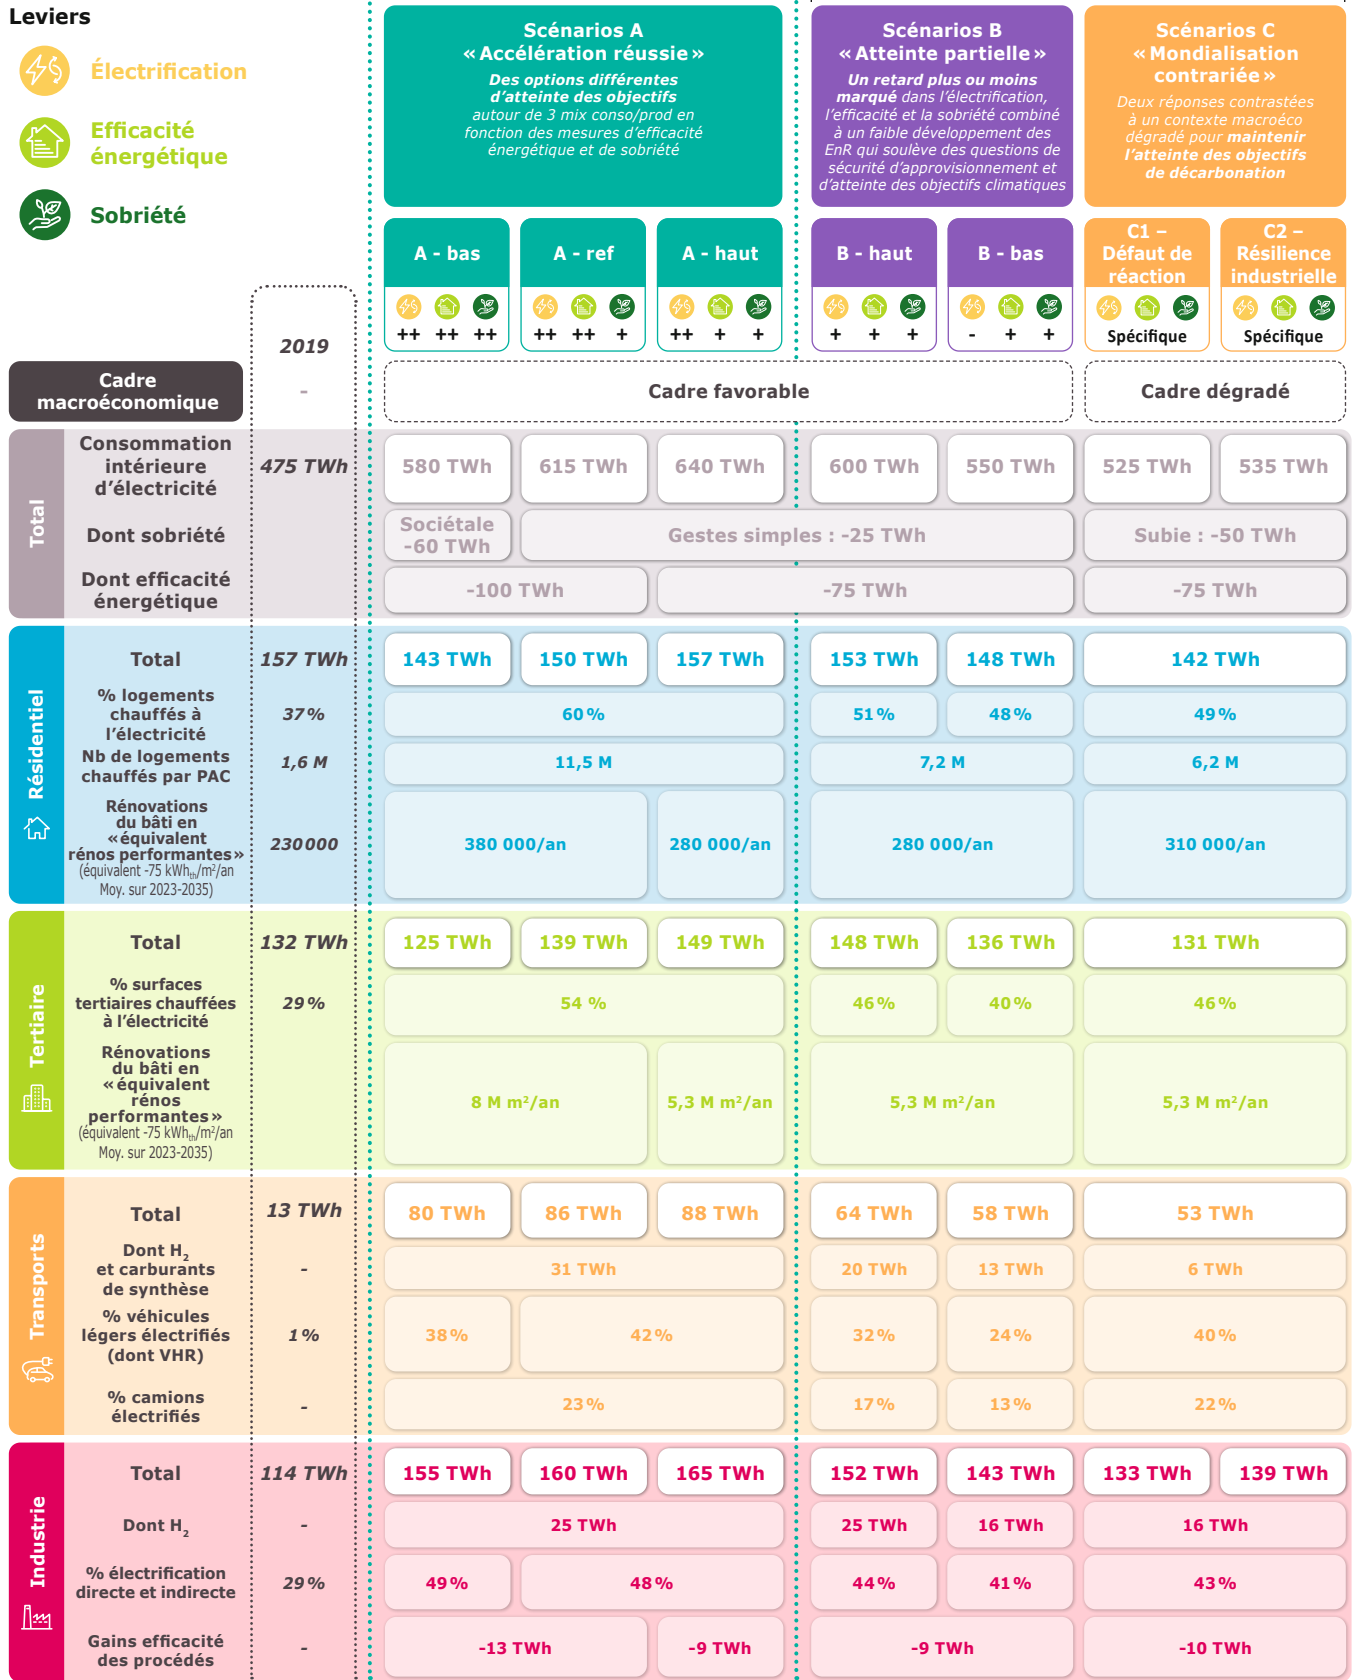 Leviers
Électrification
Efficacité
énergétique
Sobriété
Scénarios A
« Accélération réussie »
Des options différentes
d'atteinte des objectifs
autour de 3 mix conso/prod en
fonction des mesures d'efficacité
énergétique et de sobriété
Scénarios B
« Atteinte partielle »
Un retard plus ou moins
marqué dans l'électrification,
l'efficacité et la sobriété combiné
à un faible développement des
EnR qui soulève des questions de
sécurité d'approvisionnement et
d'atteinte des objectifs climatiques
Scénarios C
« Mondialisation
contrariée »
Deux réponses contrastées
à un contexte macroéco
dégradé pour maintenir
l'atteinte des objectifs
de décarbonation
A - bas
++ ++ ++
A - ref
++ ++ +
A - haut
++ + +
B - haut
+ + +
B - bas
- + +
C1 –
Défaut de
réaction
Spécifique
C2 –
Résilience
industrielle
Spécifique
2019
Cadre
macroéconomique
-
Cadre favorable
Cadre dégradé
Total
Consommation
intérieure
d'électricité
475 TWh
580 TWh
615 TWh
640 TWh
600 TWh
550 TWh
525 TWh
535 TWh
Dont sobriété
Sociétale
-60 TWh
Gestes simples : -25 TWh
Subie : -50 TWh
Dont efficacité
énergétique
-100 TWh
-75 TWh
-75 TWh
Résidentiel
Total
157 TWh
143 TWh
150 TWh
157 TWh
153 TWh
148 TWh
142 TWh
% logements
chauffés à
l'électricité
37 %
60 %
51 %
48 %
49 %
Nb de logements
chauffés par PAC
1,6 M
11,5 M
7,2 M
6,2 M
Rénovations
du bâti en
« équivalent
rénos performantes »
(équivalent -75 kWhth/m²/an
Moy. sur 2023-2035)
230 000
380 000/an
280 000/an
280 000/an
310 000/an
Tertiaire
Total
132 TWh
125 TWh
139 TWh
149 TWh
148 TWh
136 TWh
131 TWh
% surfaces
tertiaires chauffées
à l'électricité
29 %
54 %
46 %
40 %
46 %
Rénovations
du bâti en
« équivalent
rénos
performantes »
(équivalent -75 kWhth/m²/an
Moy. sur 2023-2035)
8 M m²/an
5,3 M m²/an
5,3 M m²/an
5,3 M m²/an
Transports
Total
13 TWh
80 TWh
86 TWh
88 TWh
64 TWh
58 TWh
53 TWh
Dont H₂
et carburants
de synthèse
-
31 TWh
20 TWh
13 TWh
6 TWh
% véhicules
légers électrifiés
(dont VHR)
1 %
38 %
42 %
32 %
24 %
40 %
% camions
électrifiés
-
23 %
17 %
13 %
22 %
Industrie
Total
114 TWh
155 TWh
160 TWh
165 TWh
152 TWh
143 TWh
133 TWh
139 TWh
Dont H₂
-
25 TWh
25 TWh
16 TWh
16 TWh
% électrification
directe et indirecte
29 %
49 %
48 %
44 %
41 %
43 %
Gains efficacité
des procédés
-
-13 TWh
-9 TWh
-9 TWh
-10 TWh